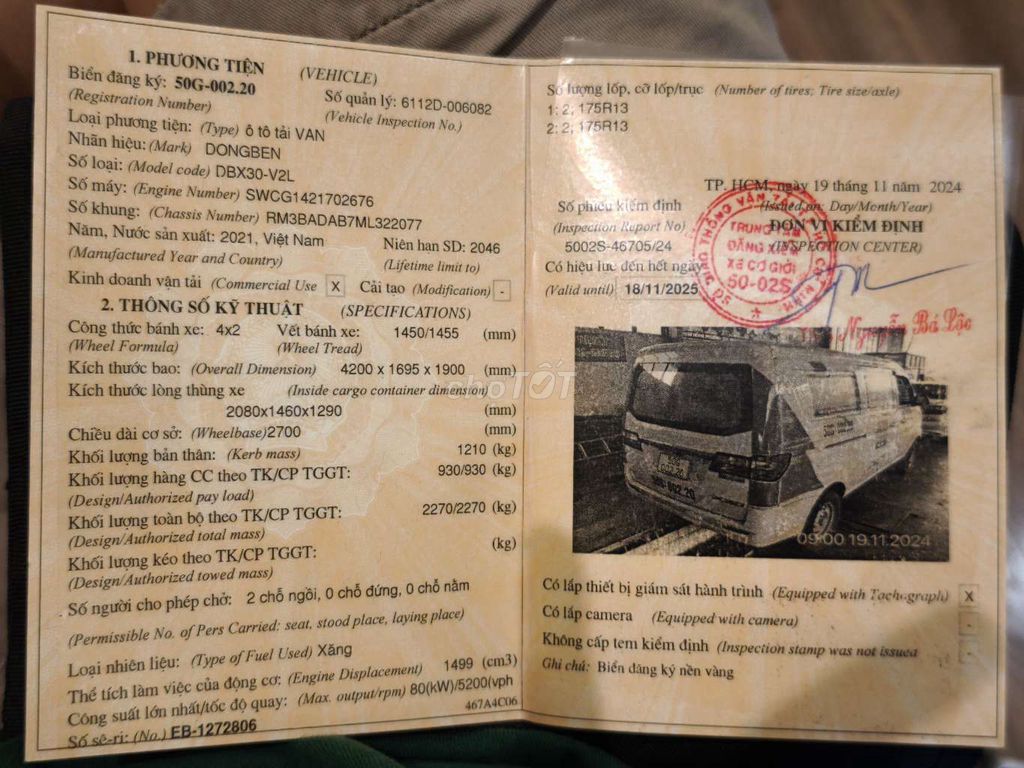 1. PHƯƠNG TIỆN (VEHICLE)
Biển đăng ký: 50G-002.20
(Registration Number)
Số quản lý: 6112D-006082
(Vehicle Inspection No.)
Loại phương tiện: (Type) ô tô tải VAN
Nhãn hiệu: (Mark) DONGBEN
Số loại: (Model code) DBX30-V2L
Số máy: (Engine Number) SWCG1421702676
Số khung: (Chassis Number) RM3BADAB7ML322077
Năm, Nước sản xuất: 2021, Việt Nam
(Manufactured Year and Country)
Niên hạn SD: 2046
(Lifetime limit to)
Kinh doanh vận tải (Commercial Use X Cải tạo (Modification) -
2. THÔNG SỐ KỸ THUẬT (SPECIFICATIONS)
Công thức bánh xe: 4x2 Vết bánh xe: 1450/1455 (mm)
(Wheel Formula) (Wheel Tread)
Kích thước bao: (Overall Dimension) 4200 x 1695 x 1900 (mm)
Kích thước lòng thùng xe (Inside cargo container dimension)
2080x1460x1290 (mm)
Chiều dài cơ sở: (Wheelbase)2700 (mm)
Khối lượng bản thân: (Kerb mass) 1210 (kg)
Khối lượng hàng CC theo TK/CP TGGT: 930/930 (kg)
(Design/Authorized pay load)
Khối lượng toàn bộ theo TK/CP TGGT: 2270/2270 (kg)
(Design/Authorized total mass)
Khối lượng kéo theo TK/CP TGGT: (kg)
(Design/Authorized towed mass)
Số người cho phép chở: 2 chỗ ngồi, 0 chỗ đứng, 0 chỗ nằm
(Permissible No. of Pers Carried: seat, stood place, laying place)
Loại nhiên liệu: (Type of Fuel Used) Xăng
Thể tích làm việc của động cơ: (Engine Displacement) 1499 (cm3)
Công suất lớn nhất/tốc độ quay: (Max. output/rpm) 80(kW)/5200(vph
Số sê-ri: (No.) EB-1272806
467A4C06
Số lượng lốp, cỡ lốp/trục (Number of tires; Tire size/axle)
1: 2; 175R13
2: 2; 175R13
TP. HCM, ngày 19 tháng 11 năm 2024
(Issued on: Day/Month/Year)
Số phiếu kiểm định
(Inspection Report No)
5002S-46705/24
ĐƠN VỊ KIỂM ĐỊNH
(INSPECTION CENTER)
Có hiệu lực đến hết ngày
(Valid until) 18/11/2025
TRUNG TÂM
ĐĂNG KIỂM
XE CƠ GIỚI
50-02S
Nguyễn Bá Lộc
chợTỐT
50G
002.20
50G-002.20
09:00 19.11.2024
Có lắp thiết bị giám sát hành trình (Equipped with Tachograph) X
Có lắp camera (Equipped with camera) -
Không cấp tem kiểm định (Inspection stamp was not issued -
Ghi chú: Biển đăng ký nền vàng